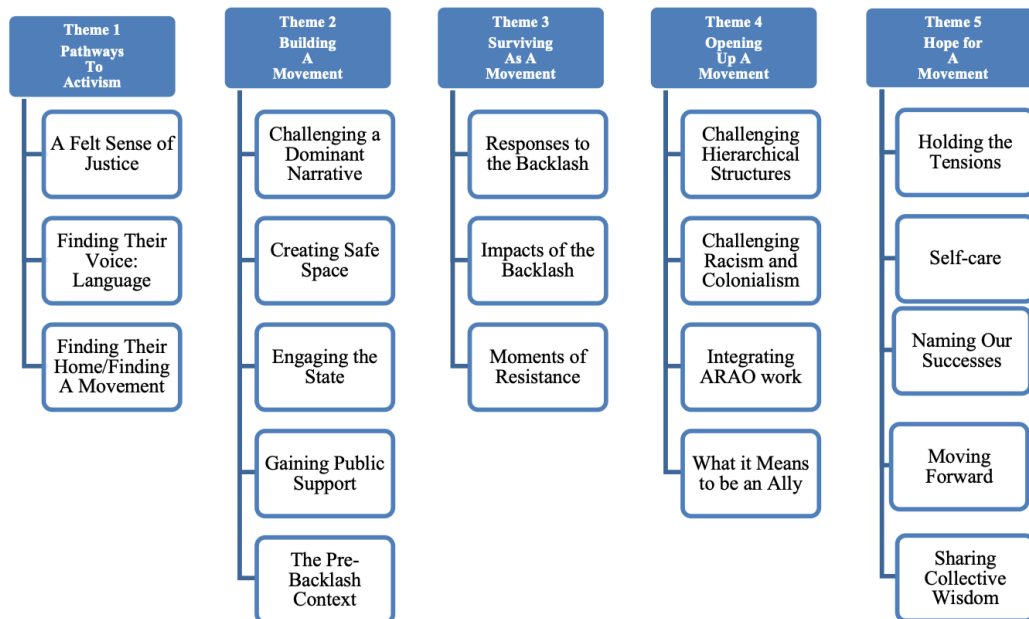 Theme 1
Pathways
To
Activism
A Felt Sense of
Justice
Finding Their
Voice:
Language
Finding Their
Home/Finding
A Movement
Theme 2
Building
A
Movement
Challenging a
Dominant
Narrative
Creating Safe
Space
Engaging the
State
Gaining Public
Support
The Pre-
Backlash
Context
Theme 3
Surviving
As A
Movement
Responses to
the Backlash
Impacts of the
Backlash
Moments of
Resistance
Theme 4
Opening
Up A
Movement
Challenging
Hierarchical
Structures
Challenging
Racism and
Colonialism
Integrating
ARAO work
What it Means
to be an Ally
Theme 5
Hope for
A
Movement
Holding the
Tensions
Self-care
Naming Our
Successes
Moving
Forward
Sharing
Collective
Wisdom